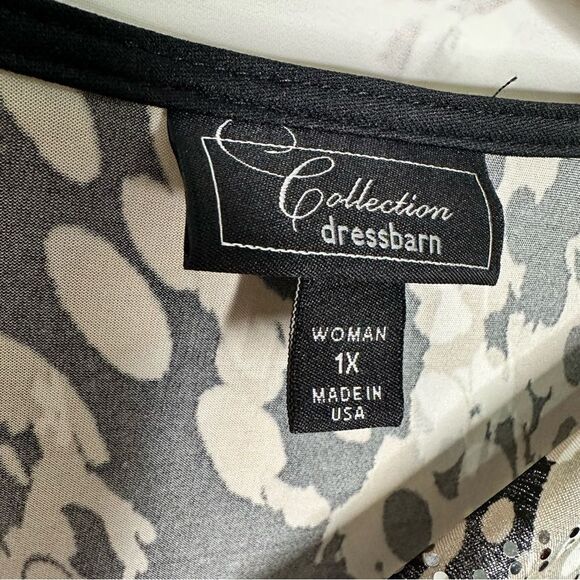 Collection
dressbarn
WOMAN
1X
MADE IN
USA